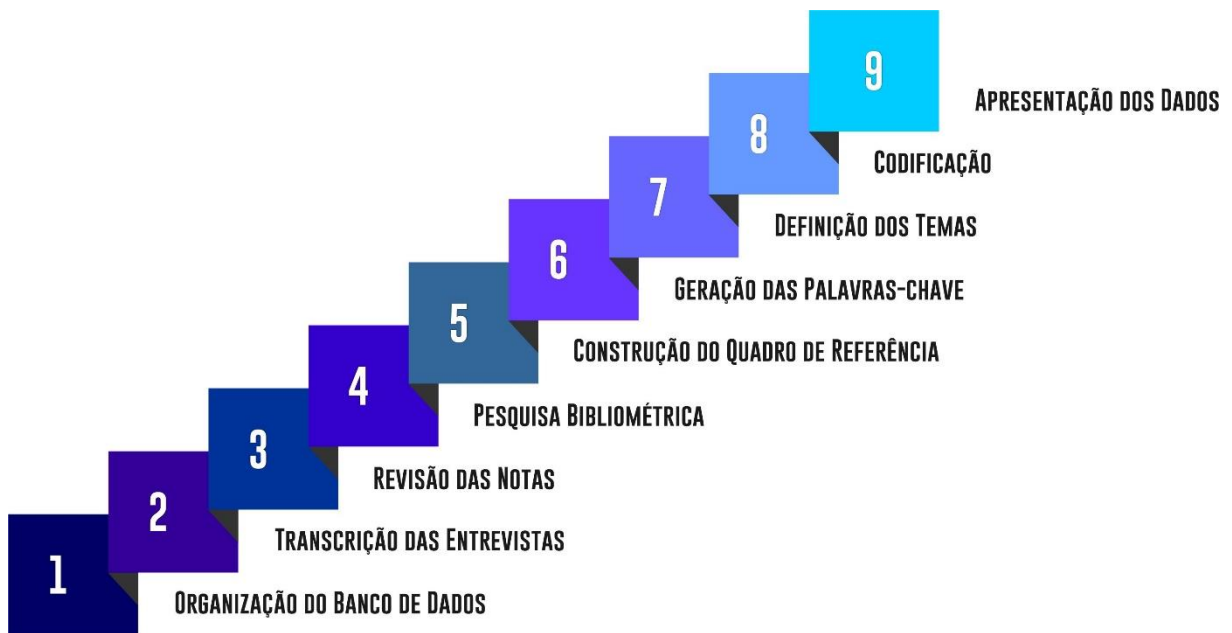 9
APRESENTAÇÃO DOS DADOS
8
CODIFICAÇÃO
7
DEFINIÇÃO DOS TEMAS
6
GERAÇÃO DAS PALAVRAS-CHAVE
5
CONSTRUÇÃO DO QUADRO DE REFERÊNCIA
4
PESQUISA BIBLIOMÉTRICA
3
REVISÃO DAS NOTAS
2
TRANSCRIÇÃO DAS ENTREVISTAS
1
ORGANIZAÇÃO DO BANCO DE DADOS